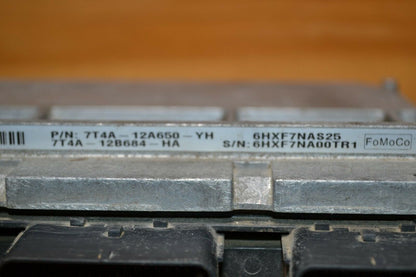 P/N: 7T4A-12A650-YH 6HXF7NAS25
7T4A-12B684-HA S/N: 6HXF7NA00TR1 FoMoCo